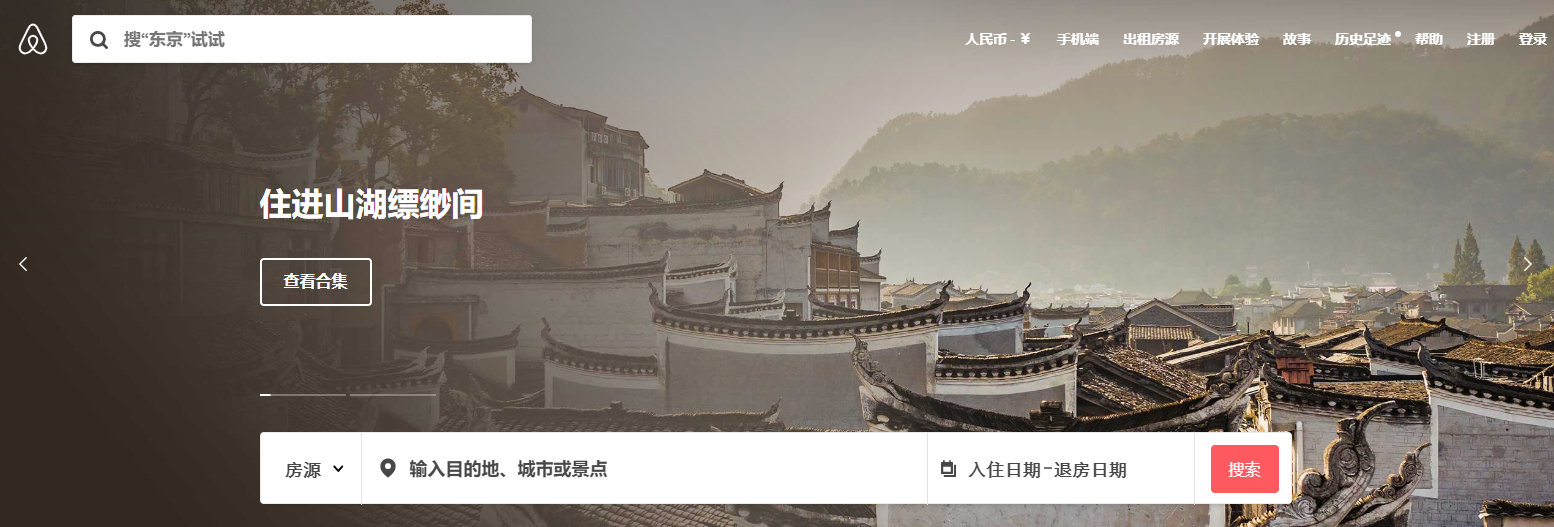 搜“东京”试试
人民币 - ¥ 手机端 出租房源 开展体验 故事 历史足迹 帮助 注册 登录
住进山湖缥缈间
查看合集
房源 输入目的地、城市或景点 入住日期-退房日期 搜索